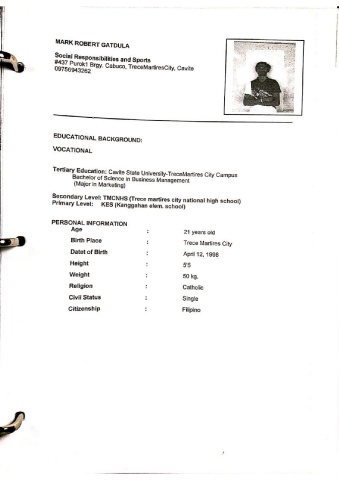 MARK ROBERT GATDULA
Social Responsibilities and Sports
#437 Purok1 Brgy. Cabuco, TreceMartiresCity, Cavite
09756943262
EDUCATIONAL BACKGROUND:
VOCATIONAL
Tertiary Education: Cavite State University-TreceMartires City Campus
Bachelor of Science in Business Management
(Major in Marketing)
Secondary Level: TMCNHS (Trece martires city national high school)
Primary Level: KES (Kanggahan elem. school)
PERSONAL INFORMATION
Age : 21 years old
Birth Place : Trece Martires City
Datet of Birth : April 12, 1998
Height : 5'5
Weight : 50 kg.
Religion : Catholic
Civil Status : Single
Citizenship : Filipino